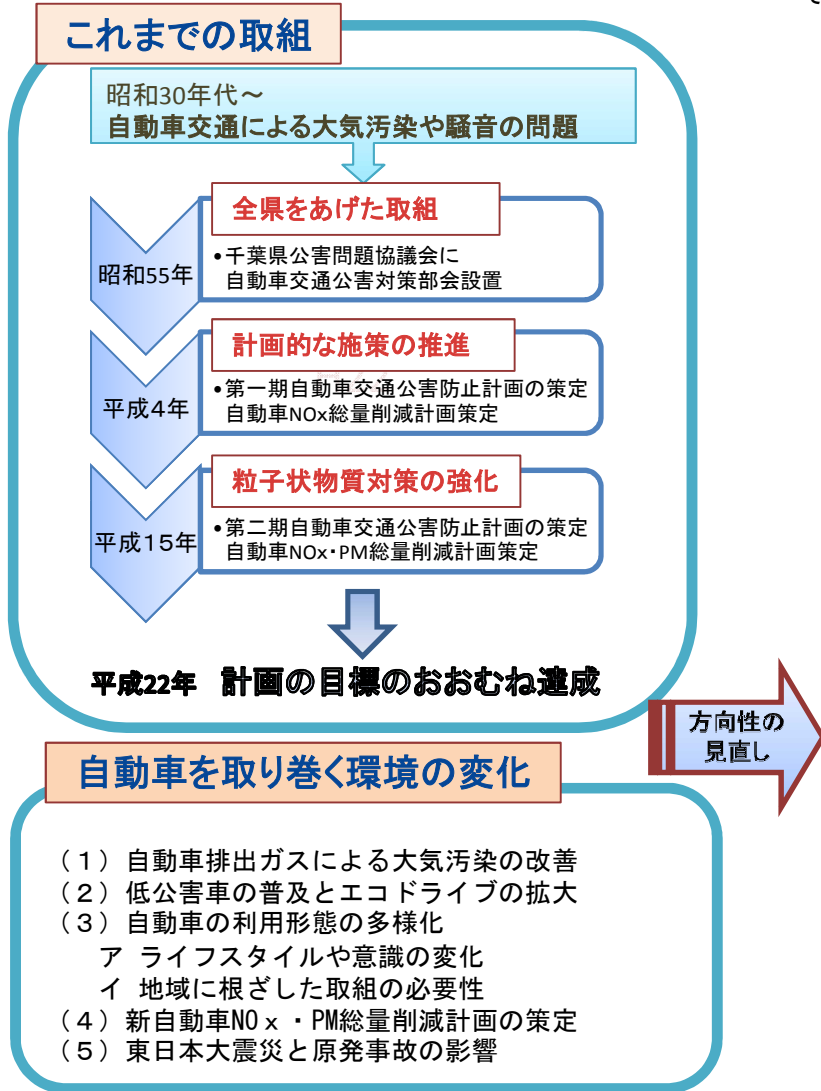 これまでの取組
昭和30年代～
自動車交通による大気汚染や騒音の問題
全県をあげた取組
昭和55年
•千葉県公害問題協議会に
自動車交通公害対策部会設置
計画的な施策の推進
平成4年
•第一期自動車交通公害防止計画の策定
自動車NOx総量削減計画策定
粒子状物質対策の強化
平成１５年
•第二期自動車交通公害防止計画の策定
自動車NOx・PM総量削減計画策定
平成22年 計画の目標のおおむね達成
方向性の
見直し
自動車を取り巻く環境の変化
（１）自動車排出ガスによる大気汚染の改善
（２）低公害車の普及とエコドライブの拡大
（３）自動車の利用形態の多様化
ア ライフスタイルや意識の変化
イ 地域に根ざした取組の必要性
（４）新自動車NOｘ・PM総量削減計画の策定
（５）東日本大震災と原発事故の影響